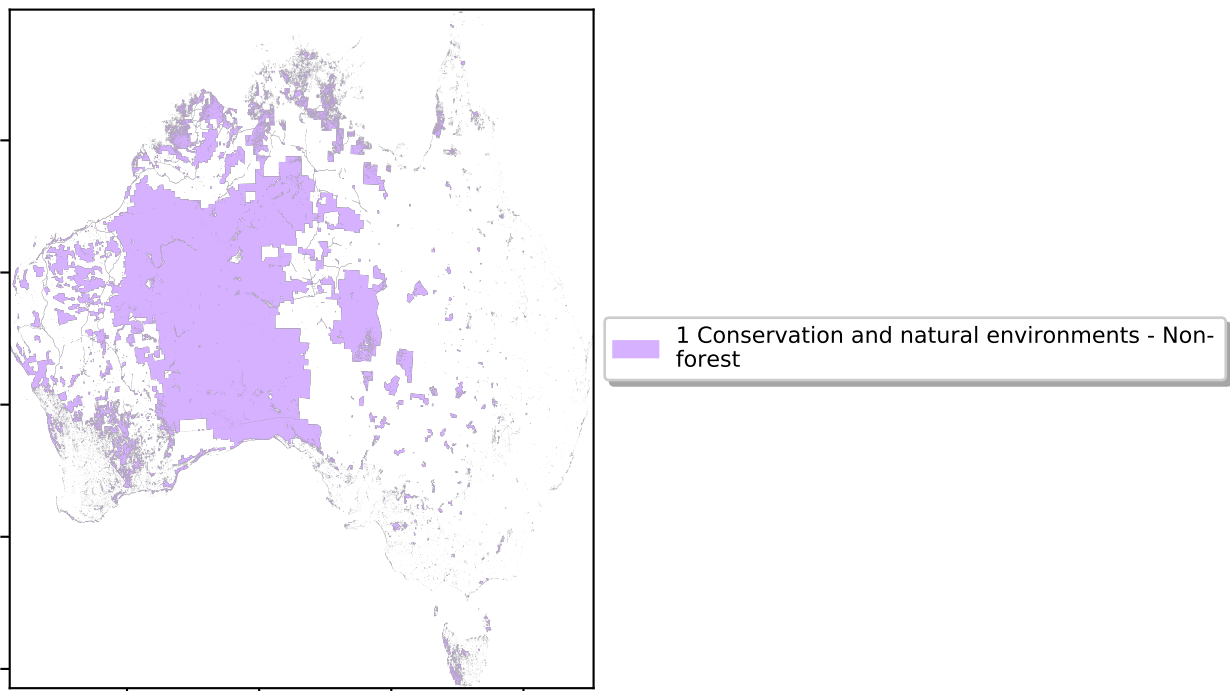 1 Conservation and natural environments - Non-
forest